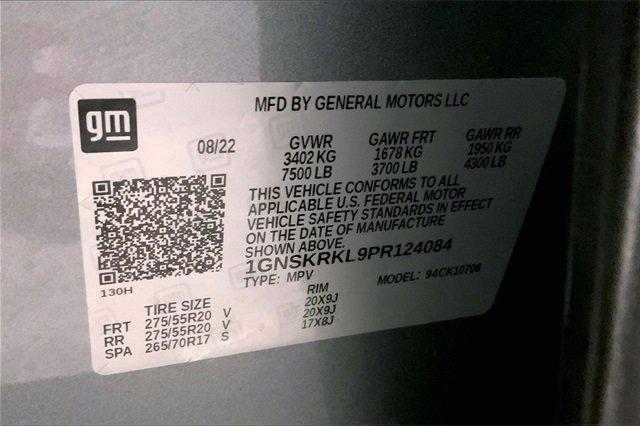 gm
MFD BY GENERAL MOTORS LLC
08/22
GVWR GAWR FRT GAWR RR
3402 KG 1678 KG 1950 KG
7500 LB 3700 LB 4300 LB
THIS VEHICLE CONFORMS TO ALL
APPLICABLE U.S. FEDERAL MOTOR
VEHICLE SAFETY STANDARDS IN EFFECT
ON THE DATE OF MANUFACTURE
SHOWN ABOVE.
1GNSKRKL9PR124084
TYPE: MPV MODEL: 94CK10706
130H
TIRE SIZE RIM
FRT 275/55R20 V 20X9J
RR 275/55R20 V 20X9J
SPA 265/70R17 S 17X8J